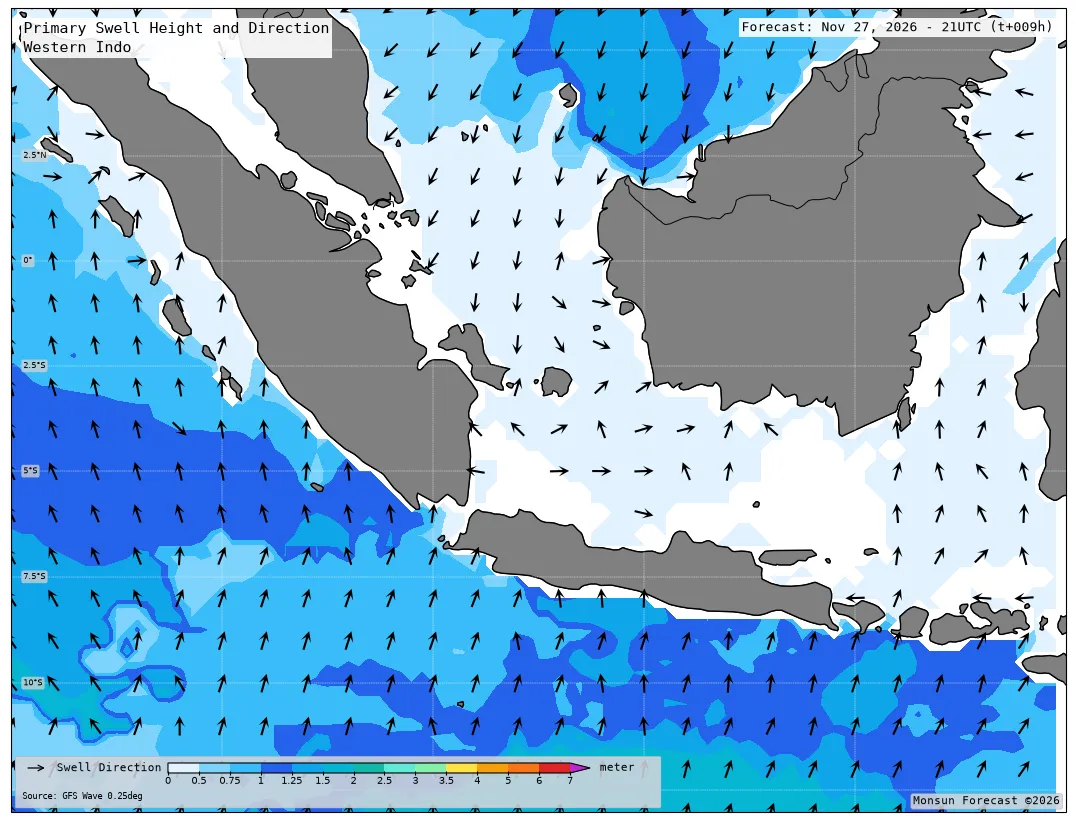 Primary Swell Height and Direction
Western Indo
Forecast: Nov 27, 2026 - 21UTC (t+009h)
2.5°N
0°
2.5°S
5°S
7.5°S
10°S
Swell Direction
0 0.5 0.75 1 1.25 1.5 2 2.5 3 3.5 4 5 6 7
meter
Source: GFS Wave 0.25deg
Monsun Forecast ©2026